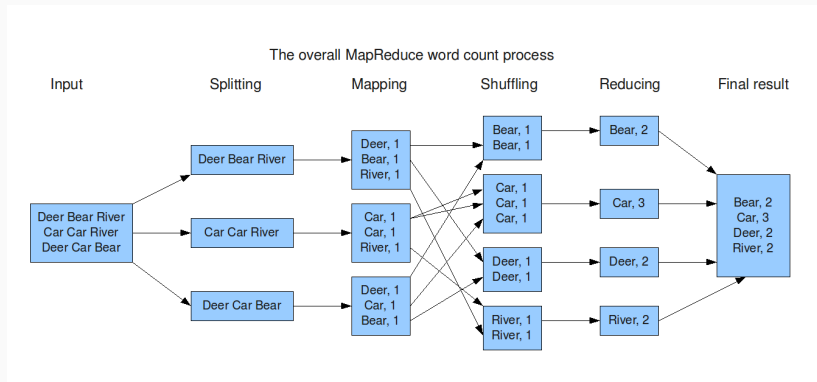 The overall MapReduce word count process
Input
Splitting
Mapping
Shuffling
Reducing
Final result
Deer Bear River
Car Car River
Deer Car Bear
Deer Bear River
Car Car River
Deer Car Bear
Deer, 1
Bear, 1
River, 1
Car, 1
Car, 1
River, 1
Deer, 1
Car, 1
Bear, 1
Bear, 1
Bear, 1
Car, 1
Car, 1
Car, 1
Deer, 1
Deer, 1
River, 1
River, 1
Bear, 2
Car, 3
Deer, 2
River, 2
Bear, 2
Car, 3
Deer, 2
River, 2